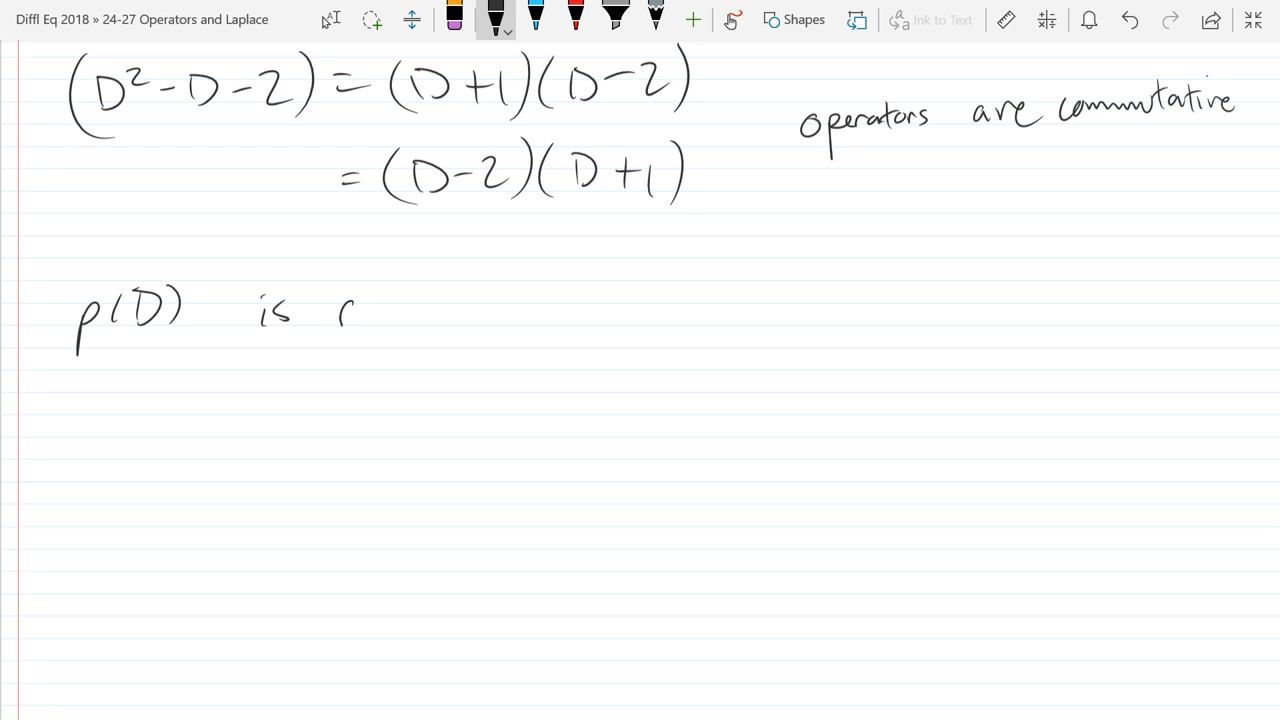 Diffl Eq 2018 » 24-27 Operators and Laplace
Shapes
Ink to Text
(D²-D-2) = (D+1)(D-2)
operators are commutative
= (D-2)(D+1)
p(D) is